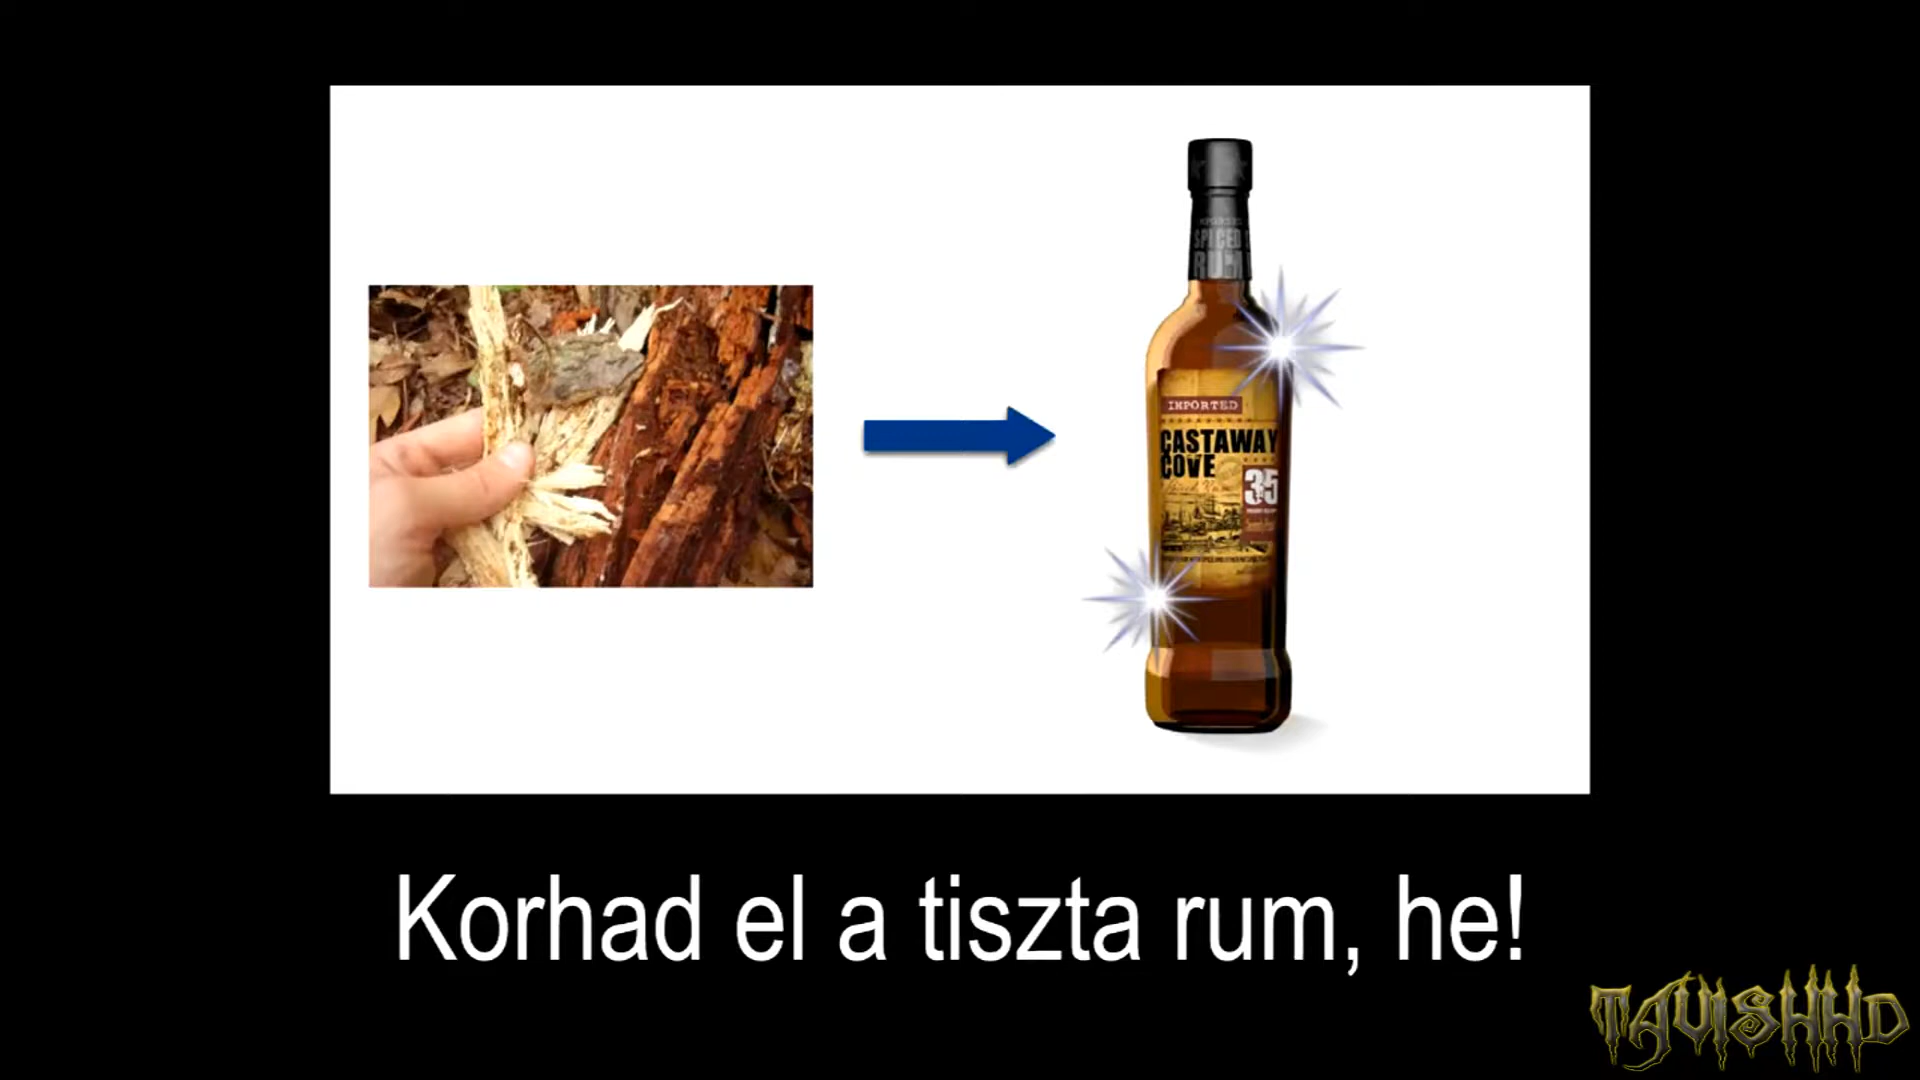 SPICED
RUM
IMPORTED
CASTAWAY
COVE
35
Korhad el a tiszta rum, he!
TAVISHHD